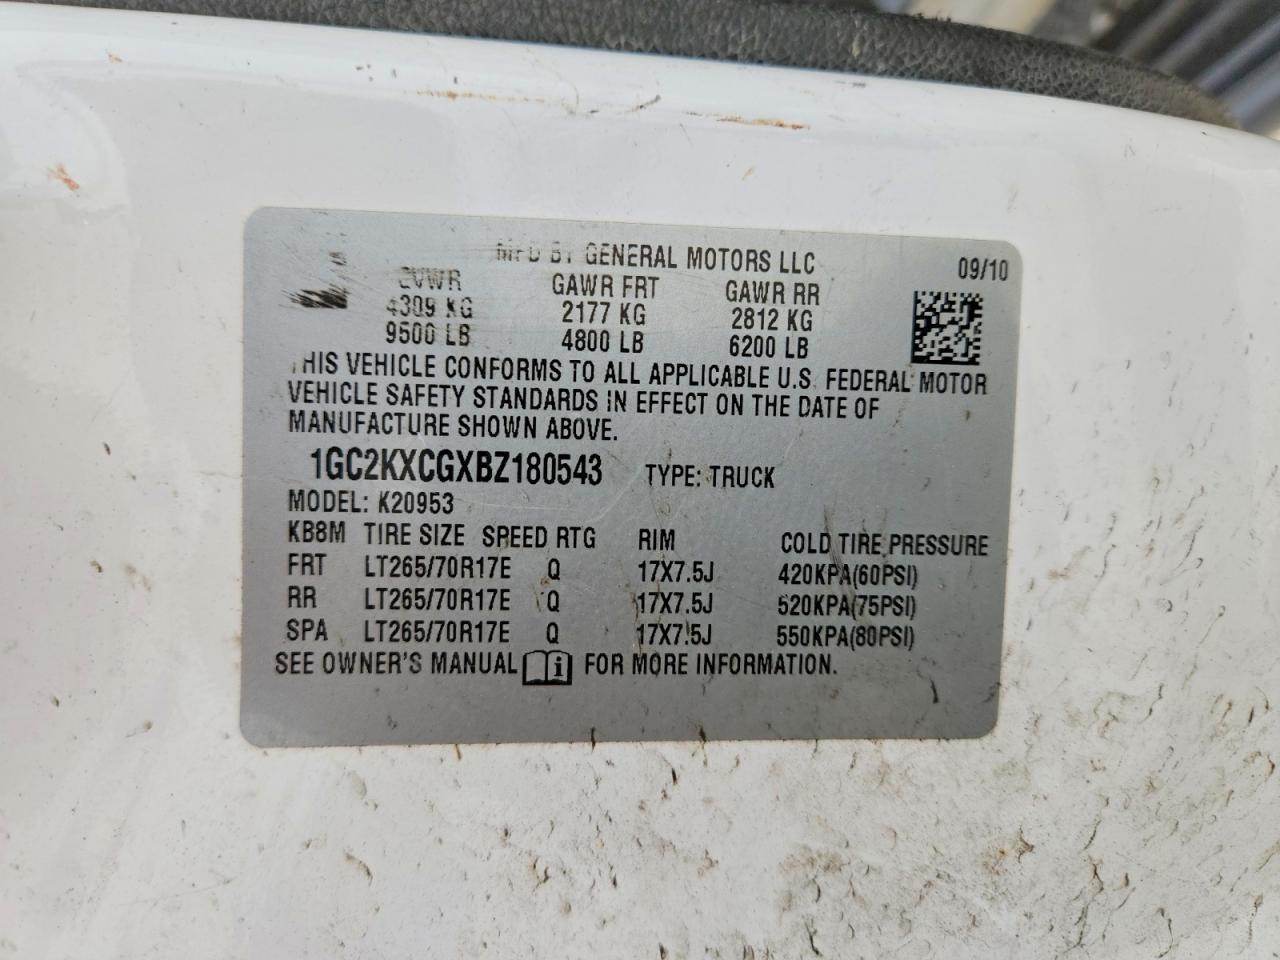 MFD BY GENERAL MOTORS LLC 09/10
GVWR GAWR FRT GAWR RR
4309 KG 2177 KG 2812 KG
9500 LB 4800 LB 6200 LB
THIS VEHICLE CONFORMS TO ALL APPLICABLE U.S. FEDERAL MOTOR
VEHICLE SAFETY STANDARDS IN EFFECT ON THE DATE OF
MANUFACTURE SHOWN ABOVE.
1GC2KXCGXBZ180543 TYPE: TRUCK
MODEL: K20953
KB8M TIRE SIZE SPEED RTG RIM COLD TIRE PRESSURE
FRT LT265/70R17E Q 17X7.5J 420KPA(60PSI)
RR LT265/70R17E Q 17X7.5J 520KPA(75PSI)
SPA LT265/70R17E Q 17X7.5J 550KPA(80PSI)
SEE OWNER'S MANUAL FOR MORE INFORMATION.